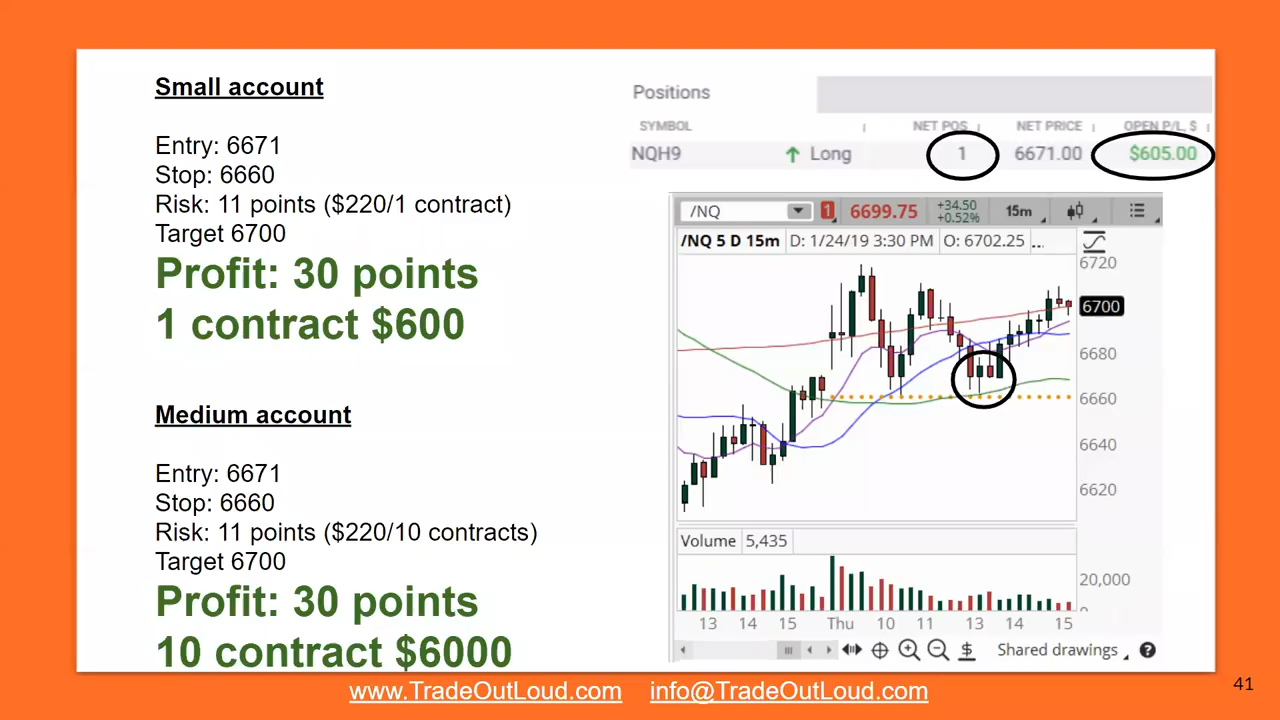 Small account
Entry: 6671
Stop: 6660
Risk: 11 points ($220/1 contract)
Target 6700
Profit: 30 points
1 contract $600
Medium account
Entry: 6671
Stop: 6660
Risk: 11 points ($220/10 contracts)
Target 6700
Profit: 30 points
10 contract $6000
Positions
SYMBOL NET POS NET PRICE OPEN P/L, $
NQH9 Long 1 6671.00 $605.00
/NQ 1 6699.75 +34.50 +0.52% 15m
/NQ 5 D 15m D: 1/24/19 3:30 PM O: 6702.25 ...
6720
6700
6680
6660
6640
6620
Volume 5,435
20,000
0
13 14 15 Thu 10 11 13 14 15
$ Shared drawings ?
www.TradeOutLoud.com info@TradeOutLoud.com
41